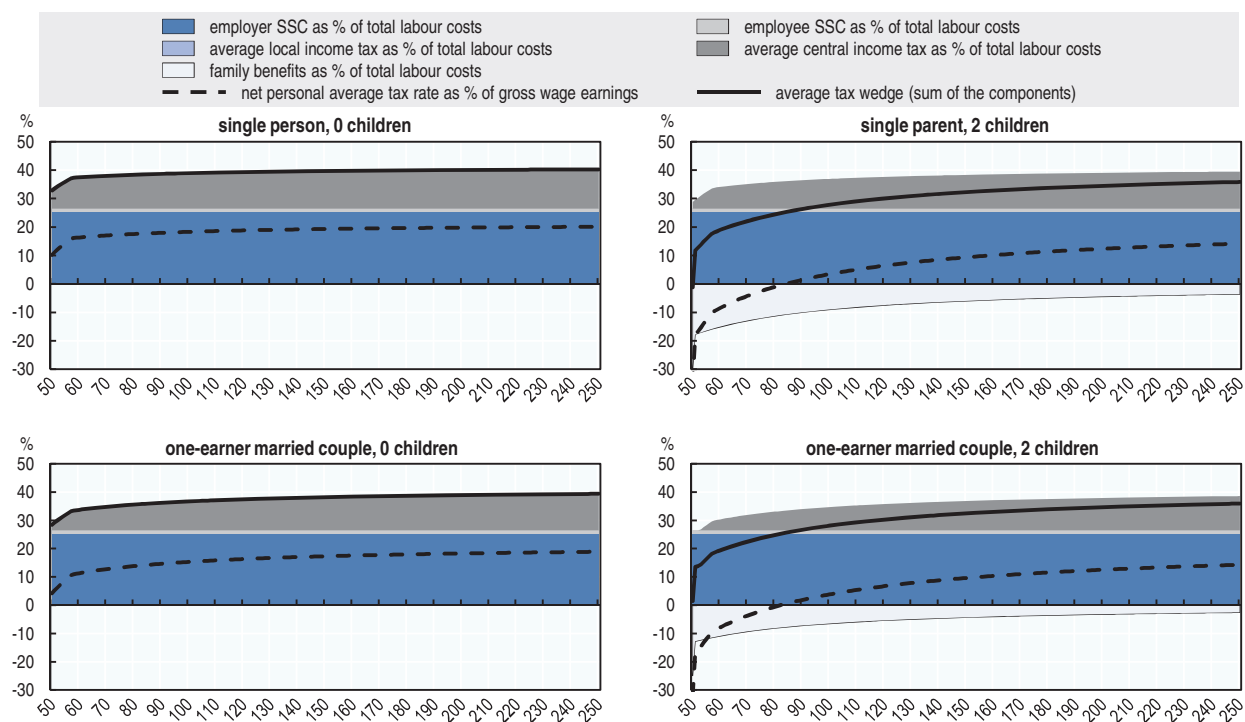 employer SSC as % of total labour costs
employee SSC as % of total labour costs
average local income tax as % of total labour costs
average central income tax as % of total labour costs
family benefits as % of total labour costs
net personal average tax rate as % of gross wage earnings
average tax wedge (sum of the components)
%
single person, 0 children
50
40
30
20
10
0
-10
-20
-30
50 60 70 80 90 100 110 120 130 140 150 160 170 180 190 200 210 220 230 240 250
%
single parent, 2 children
50
40
30
20
10
0
-10
-20
-30
50 60 70 80 90 100 110 120 130 140 150 160 170 180 190 200 210 220 230 240 250
%
one-earner married couple, 0 children
50
40
30
20
10
0
-10
-20
-30
50 60 70 80 90 100 110 120 130 140 150 160 170 180 190 200 210 220 230 240 250
%
one-earner married couple, 2 children
50
40
30
20
10
0
-10
-20
-30
50 60 70 80 90 100 110 120 130 140 150 160 170 180 190 200 210 220 230 240 250